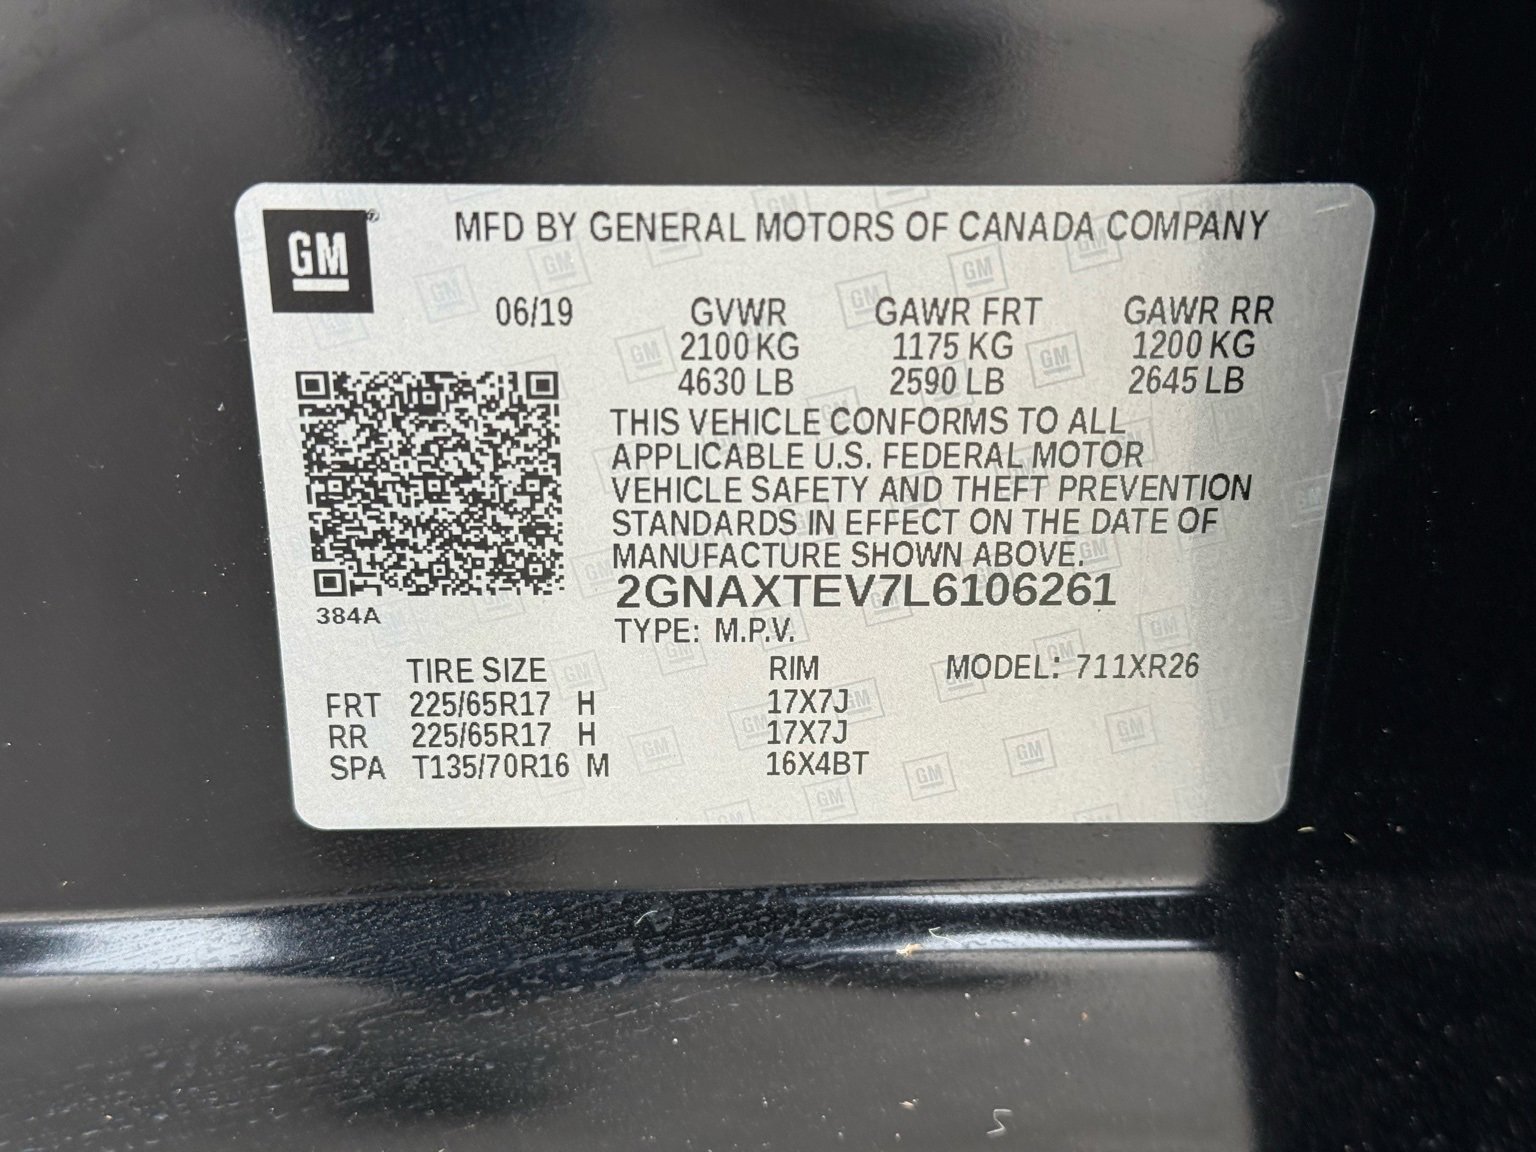 GM
MFD BY GENERAL MOTORS OF CANADA COMPANY
06/19 GVWR GAWR FRT GAWR RR
2100 KG 1175 KG 1200 KG
4630 LB 2590 LB 2645 LB
THIS VEHICLE CONFORMS TO ALL
APPLICABLE U.S. FEDERAL MOTOR
VEHICLE SAFETY AND THEFT PREVENTION
STANDARDS IN EFFECT ON THE DATE OF
MANUFACTURE SHOWN ABOVE.
2GNAXTEV7L6106261
384A
TYPE: M.P.V.
TIRE SIZE RIM MODEL: 711XR26
FRT 225/65R17 H 17X7J
RR 225/65R17 H 17X7J
SPA T135/70R16 M 16X4BT